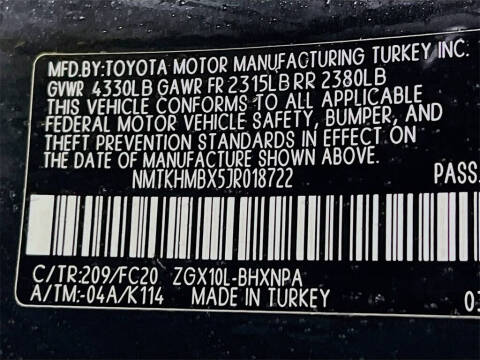 MFD.BY:TOYOTA MOTOR MANUFACTURING TURKEY INC.
GVWR 4330LB GAWR FR 2315LB RR 2380LB
THIS VEHICLE CONFORMS TO ALL APPLICABLE
FEDERAL MOTOR VEHICLE SAFETY, BUMPER, AND
THEFT PREVENTION STANDARDS IN EFFECT ON THE
DATE OF MANUFACTURE SHOWN ABOVE.
NMTKHMBX5JR018722 PASS.
C/TR:209/FC20 ZGX10L-BHXNPA
A/TM:-04A/K114 MADE IN TURKEY 03